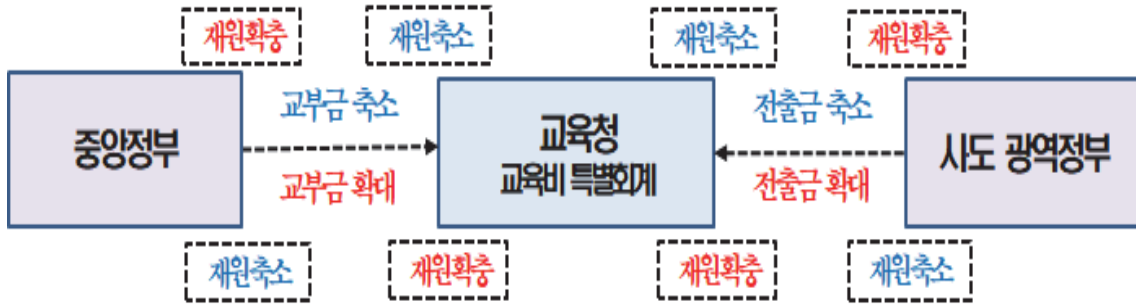 재원확충 재원축소 재원축소 재원확충
교부금 축소 전출금 축소
중앙정부 교육청 시도 광역정부
교육비 특별회계
교부금 확대 전출금 확대
재원축소 재원확충 재원확충 재원축소